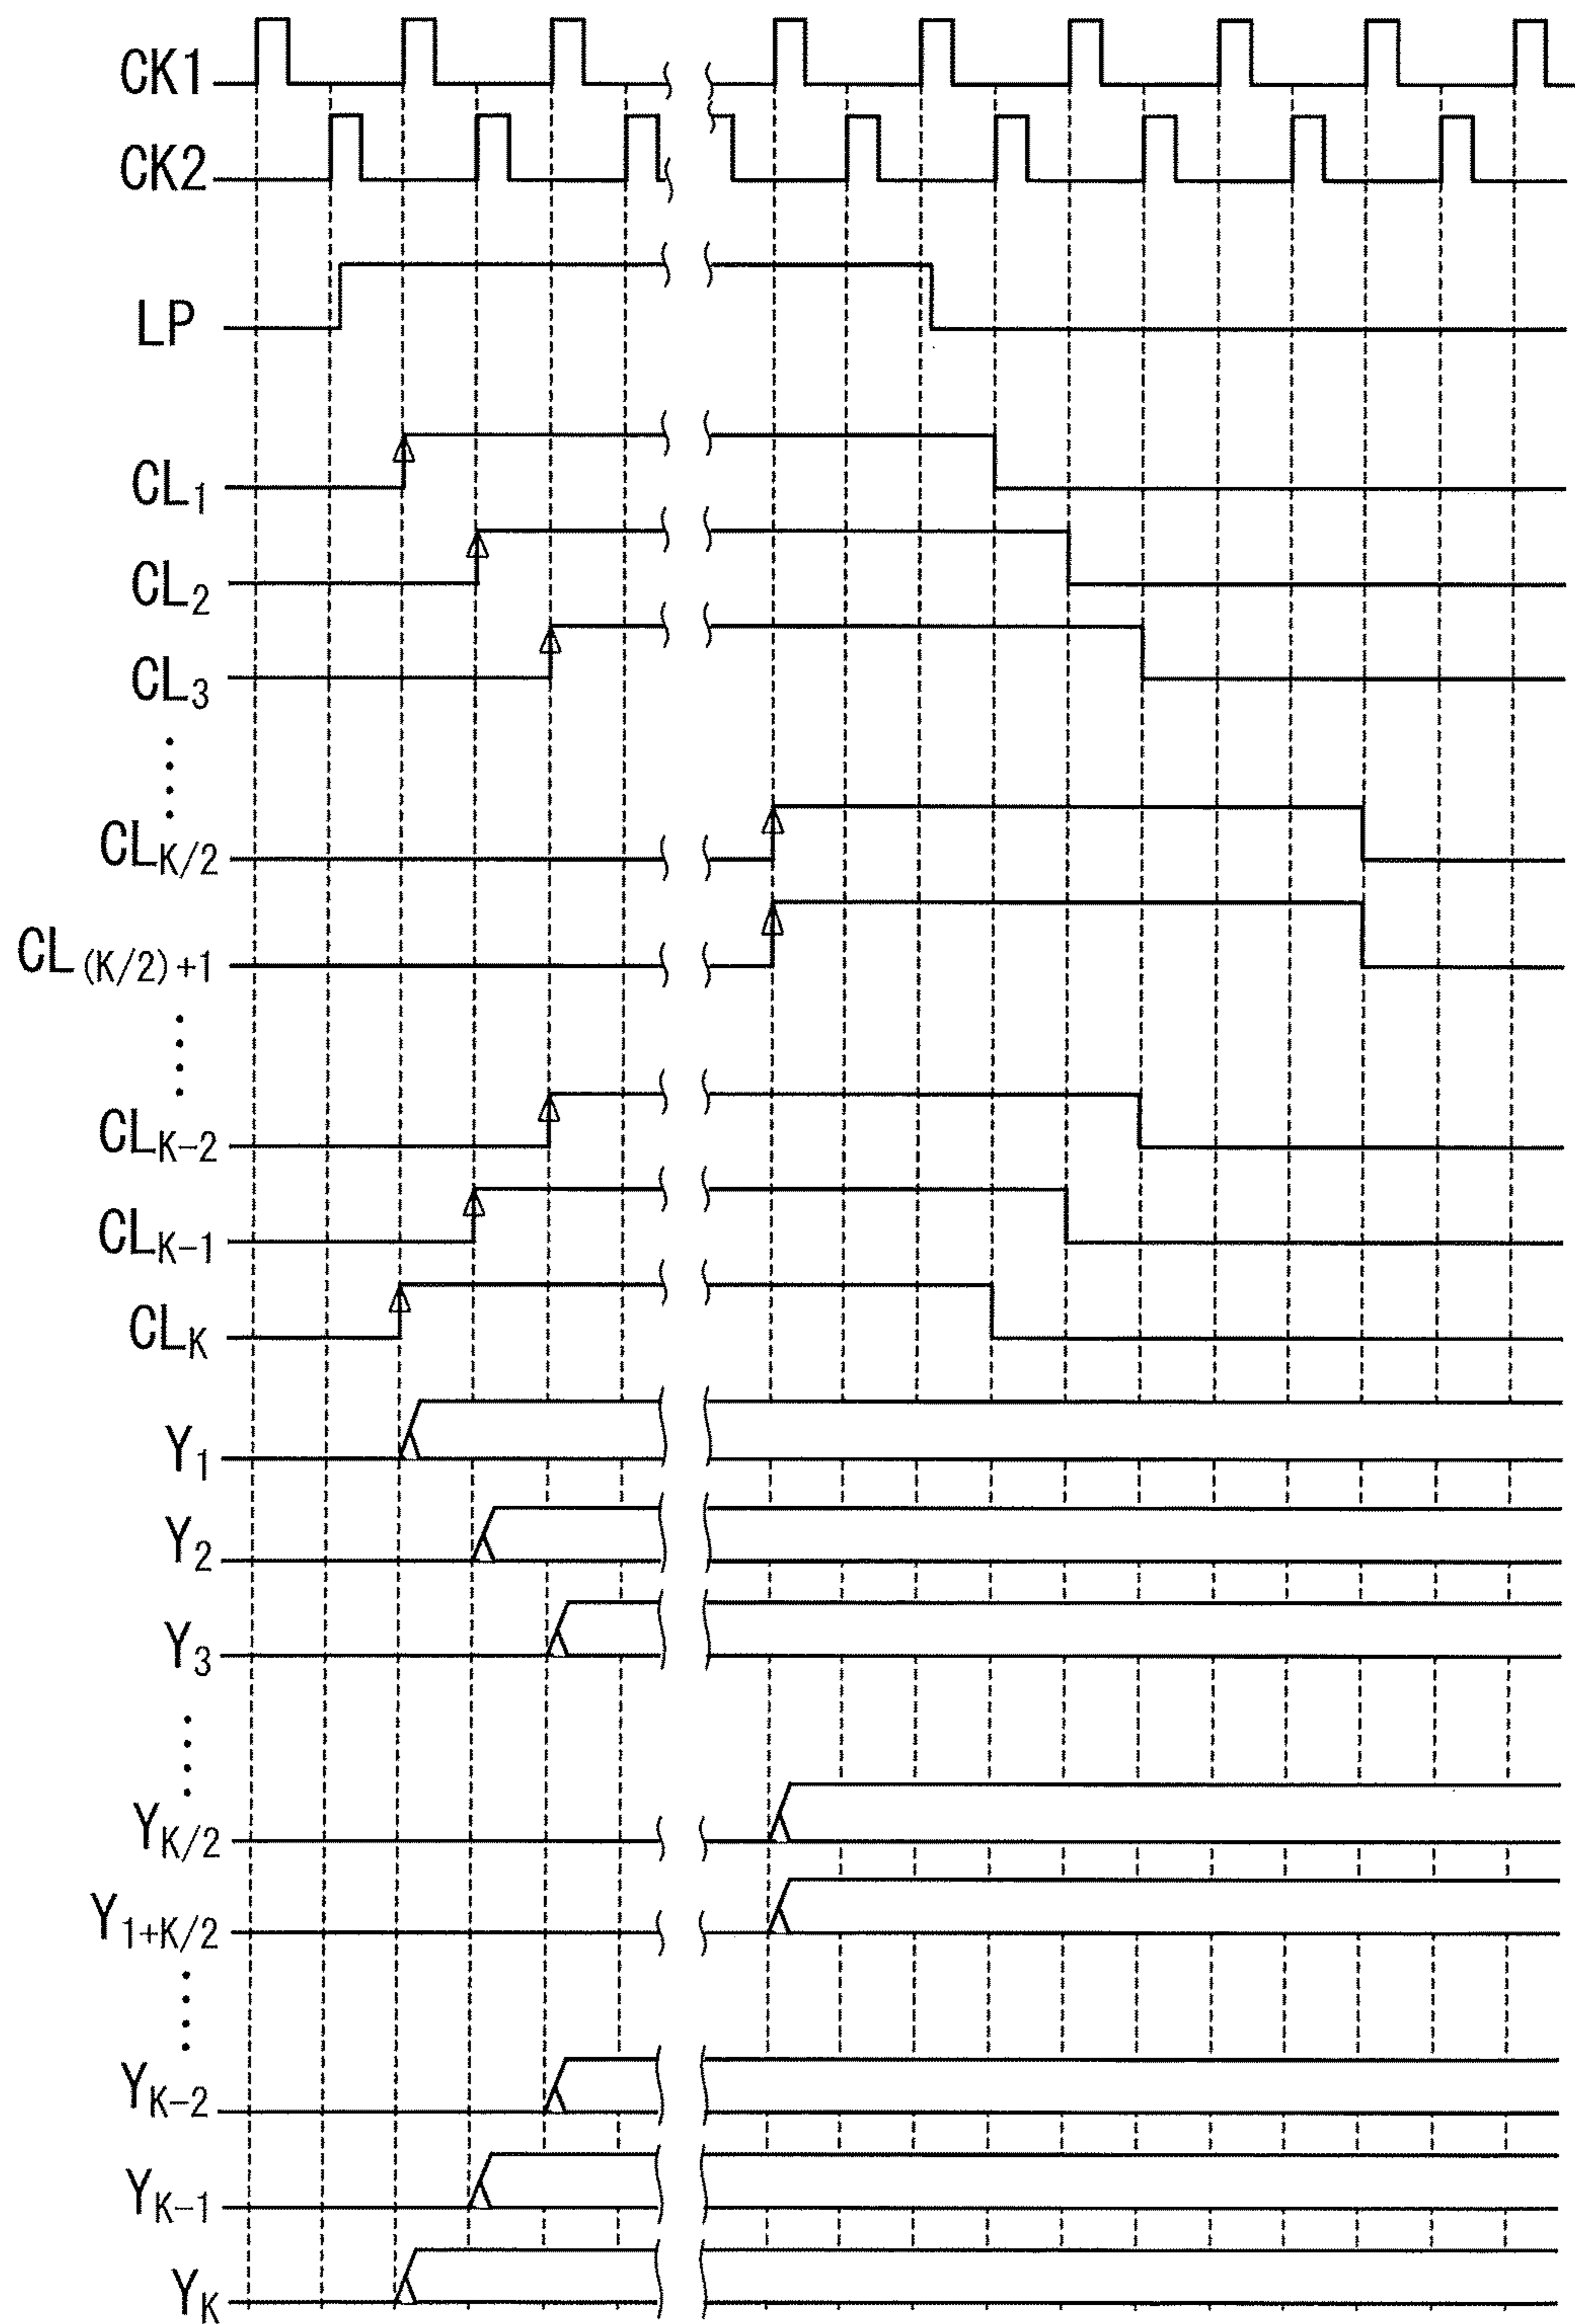 CK1
CK2
LP
CL1
CL2
CL3
CLK/2
CL(K/2)+1
CLK-2
CLK-1
CLK
Y1
Y2
Y3
YK/2
Y1+K/2
YK-2
YK-1
YK